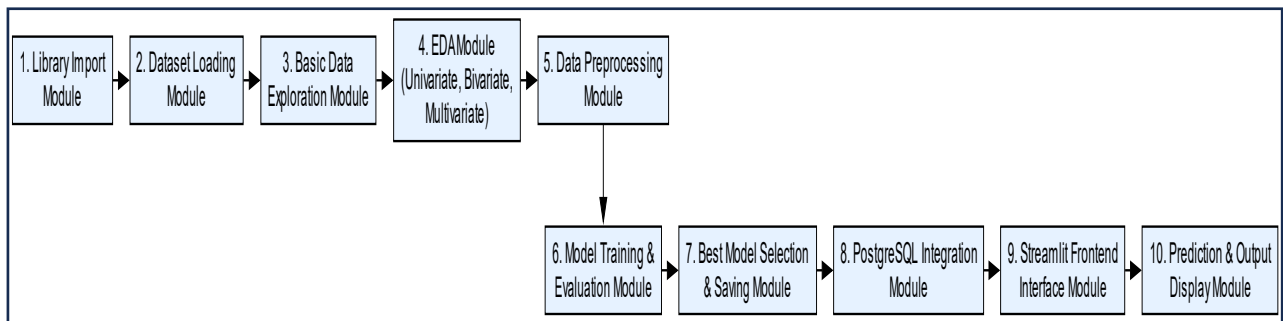 1. Library Import
Module
2. Dataset Loading
Module
3. Basic Data
Exploration Module
4. EDAModule
(Univariate, Bivariate,
Multivariate)
5. Data Preprocessing
Module
6. Model Training &
Evaluation Module
7. Best Model Selection
& Saving Module
8. PostgreSQL Integration
Module
9. Streamlit Frontend
Interface Module
10. Prediction & Output
Display Module